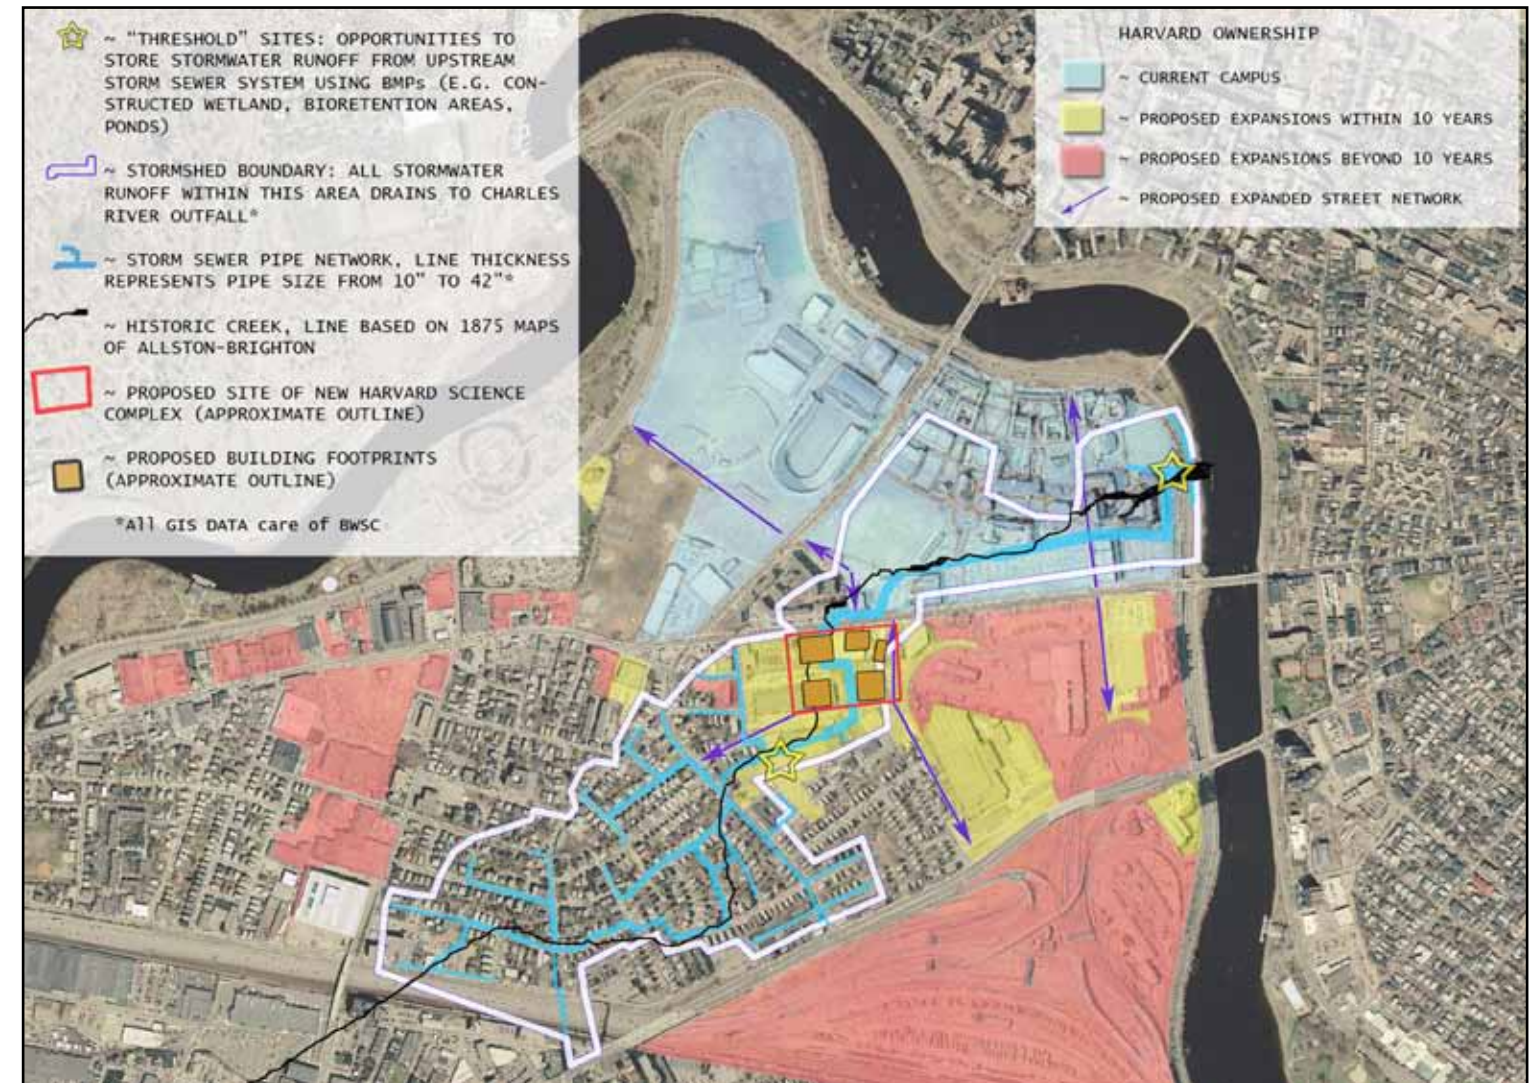 ~ "THRESHOLD" SITES: OPPORTUNITIES TO
STORE STORMWATER RUNOFF FROM UPSTREAM
STORM SEWER SYSTEM USING BMPs (E.G. CON-
STRUCTED WETLAND, BIORETENTION AREAS,
PONDS)
~ STORMSHED BOUNDARY: ALL STORMWATER
RUNOFF WITHIN THIS AREA DRAINS TO CHARLES
RIVER OUTFALL*
~ STORM SEWER PIPE NETWORK, LINE THICKNESS
REPRESENTS PIPE SIZE FROM 10" TO 42"*
~ HISTORIC CREEK, LINE BASED ON 1875 MAPS
OF ALLSTON-BRIGHTON
~ PROPOSED SITE OF NEW HARVARD SCIENCE
COMPLEX (APPROXIMATE OUTLINE)
~ PROPOSED BUILDING FOOTPRINTS
(APPROXIMATE OUTLINE)
*All GIS DATA care of BWSC
HARVARD OWNERSHIP
~ CURRENT CAMPUS
~ PROPOSED EXPANSIONS WITHIN 10 YEARS
~ PROPOSED EXPANSIONS BEYOND 10 YEARS
~ PROPOSED EXPANDED STREET NETWORK